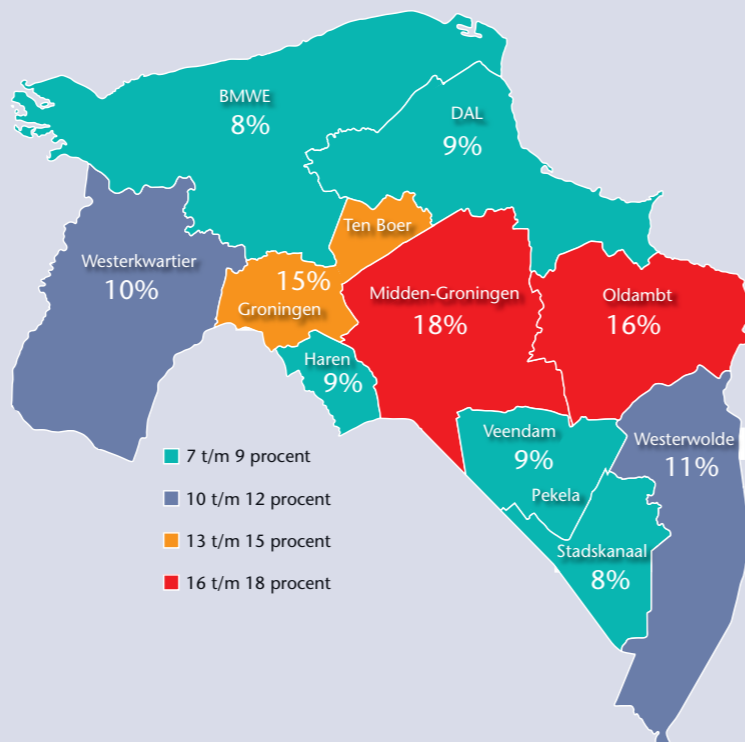 BMWE
8%
DAL
9%
Ten Boer
15%
Groningen
Westerkwartier
10%
Midden-Groningen
18%
Oldambt
16%
Haren
9%
Veendam
9%
Pekela
Westerwolde
11%
Stadskanaal
8%
7 t/m 9 procent
10 t/m 12 procent
13 t/m 15 procent
16 t/m 18 procent